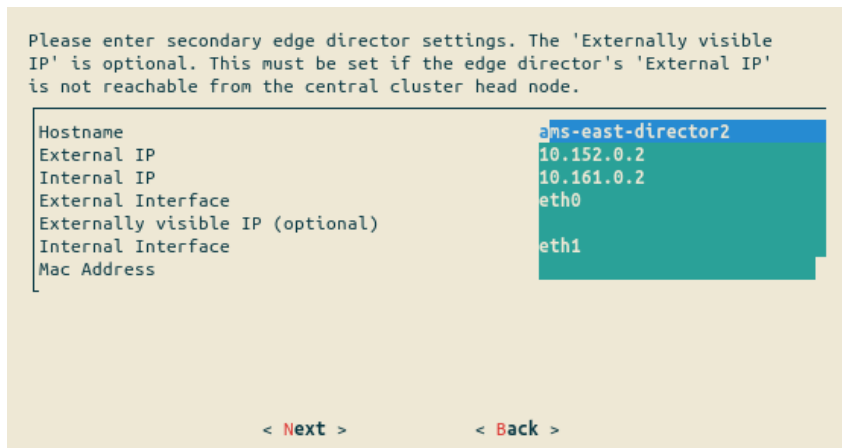 Please enter secondary edge director settings. The 'Externally visible
IP' is optional. This must be set if the edge director's 'External IP'
is not reachable from the central cluster head node.
Hostname ams-east-director2
External IP 10.152.0.2
Internal IP 10.161.0.2
External Interface eth0
Externally visible IP (optional)
Internal Interface eth1
Mac Address
< Next > < Back >